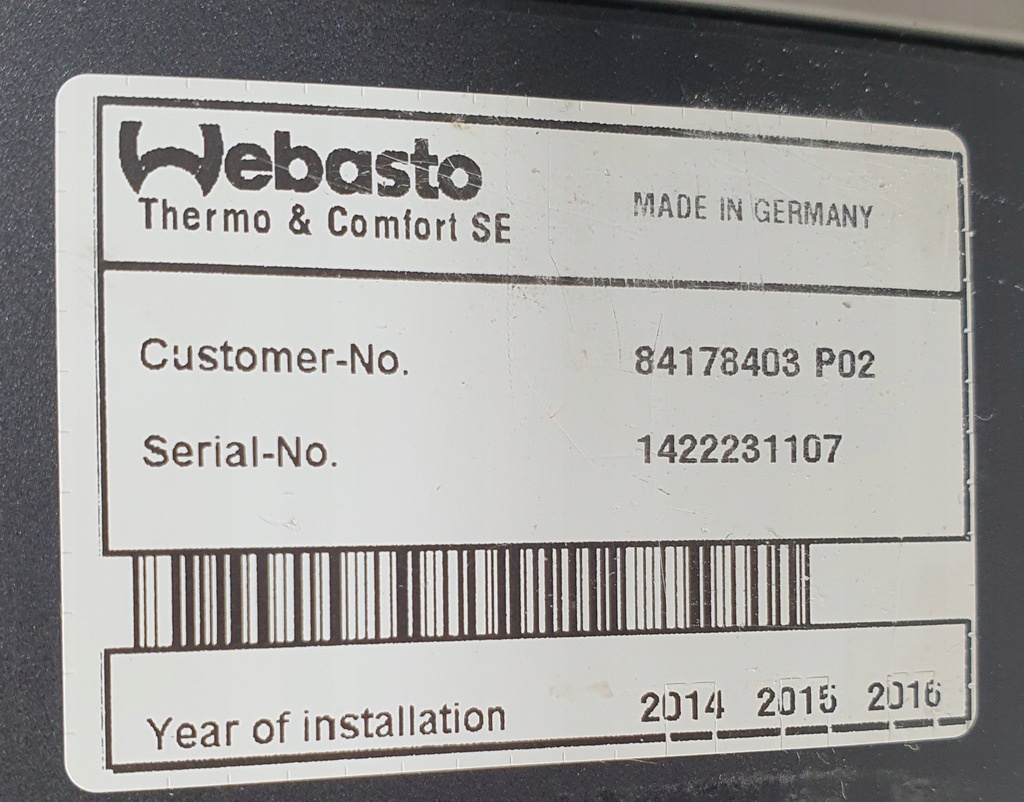 Webasto
Thermo & Comfort SE
MADE IN GERMANY
Customer-No. 84178403 P02
Serial-No. 1422231107
Year of installation 2014 2015 2016